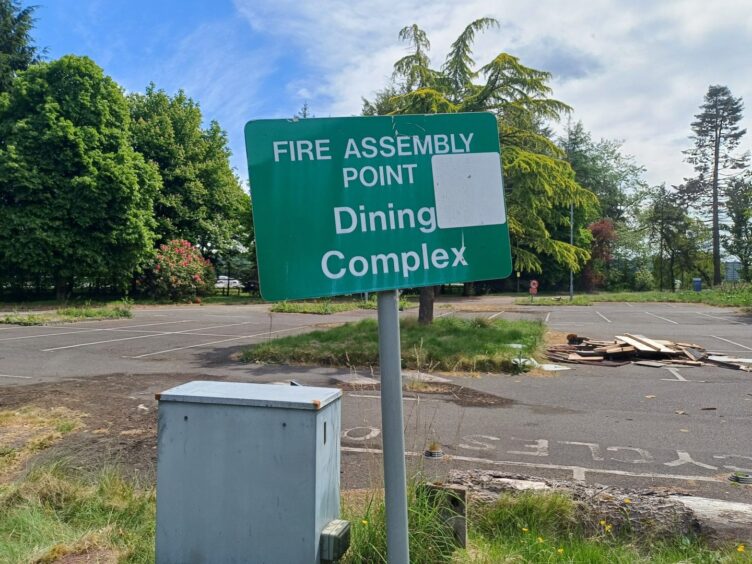 FIRE ASSEMBLY
POINT
Dining
Complex